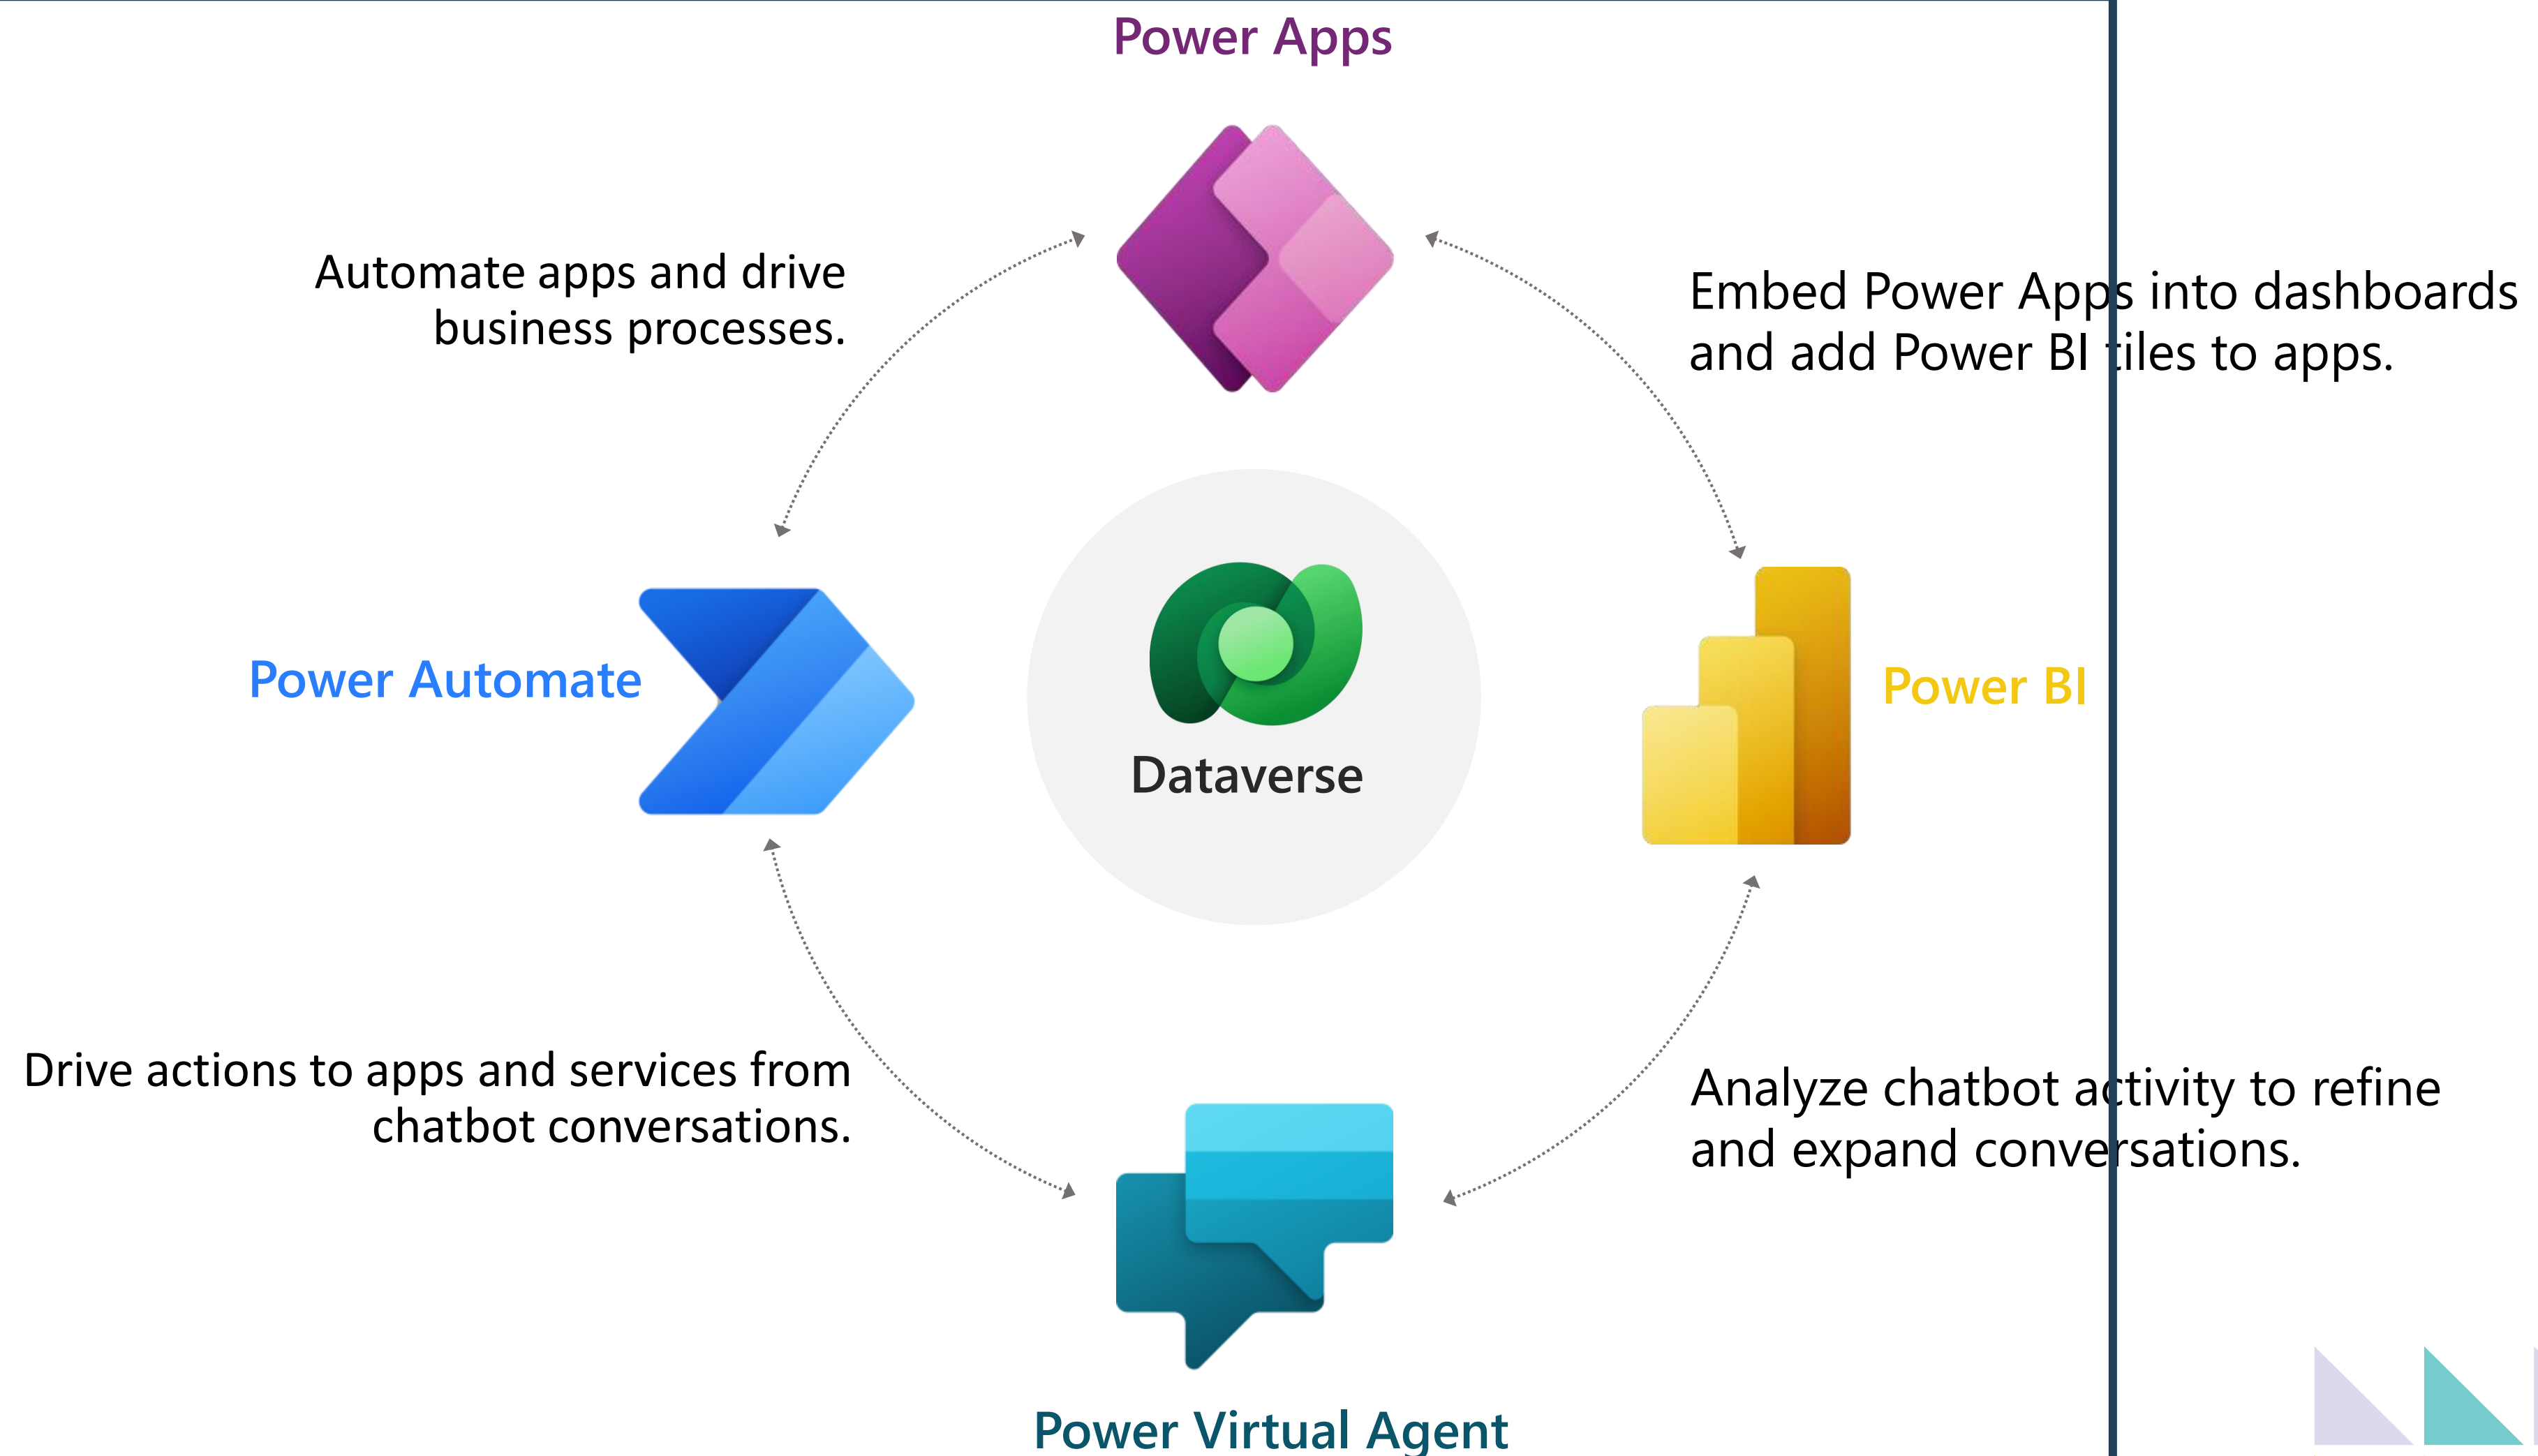 Power Apps
Automate apps and drive
business processes.
Embed Power Apps into dashboards
and add Power BI tiles to apps.
Power Automate
Dataverse
Power BI
Drive actions to apps and services from
chatbot conversations.
Analyze chatbot activity to refine
and expand conversations.
Power Virtual Agent